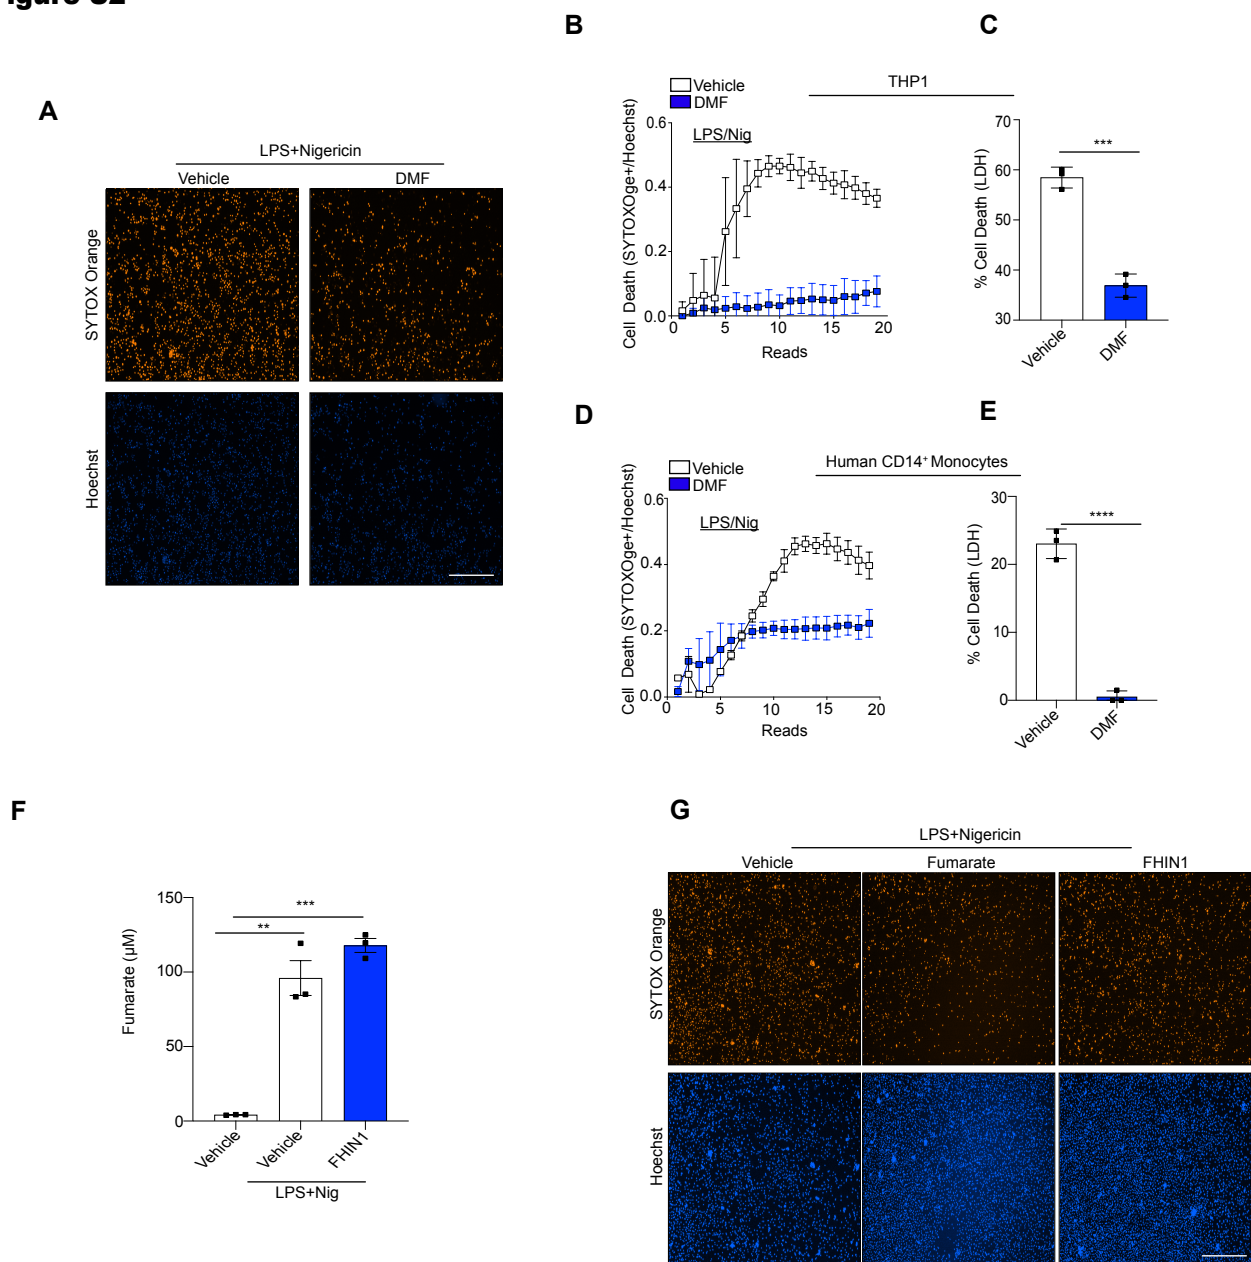 Figure S2
A
LPS+Nigericin
Vehicle
DMF
SYTOX Orange
Hoechst
B
Vehicle
DMF
THP1
LPS/Nig
Cell Death (SYTOXOge+/Hoechst)
0.6
0.4
0.2
0.0
0
5
10
15
20
Reads
C
% Cell Death (LDH)
70
60
50
40
30
***
Vehicle
DMF
D
Vehicle
DMF
Human CD14+ Monocytes
LPS/Nig
Cell Death (SYTOXOge+/Hoechst)
0.6
0.4
0.2
0.0
0
5
10
15
20
Reads
E
% Cell Death (LDH)
30
20
10
0
****
Vehicle
DMF
F
Fumarate (µM)
150
100
50
0
***
**
Vehicle
Vehicle
FHIN1
LPS+Nig
G
LPS+Nigericin
Vehicle
Fumarate
FHIN1
SYTOX Orange
Hoechst